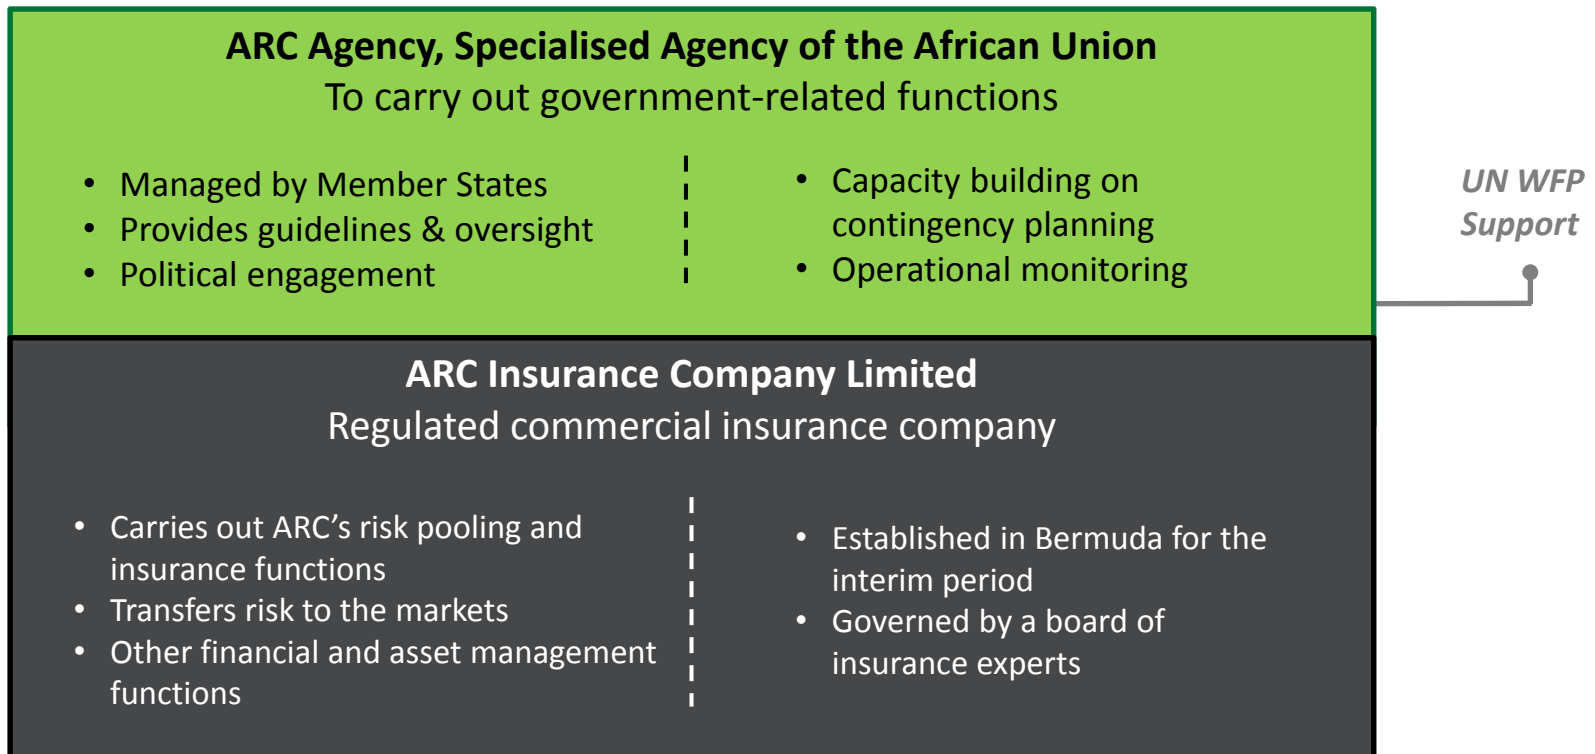 ARC Agency, Specialised Agency of the African Union
To carry out government-related functions
• Managed by Member States
• Provides guidelines & oversight
• Political engagement
• Capacity building on
contingency planning
• Operational monitoring
UN WFP
Support
ARC Insurance Company Limited
Regulated commercial insurance company
• Carries out ARC’s risk pooling and
insurance functions
• Transfers risk to the markets
• Other financial and asset management
functions
• Established in Bermuda for the
interim period
• Governed by a board of
insurance experts